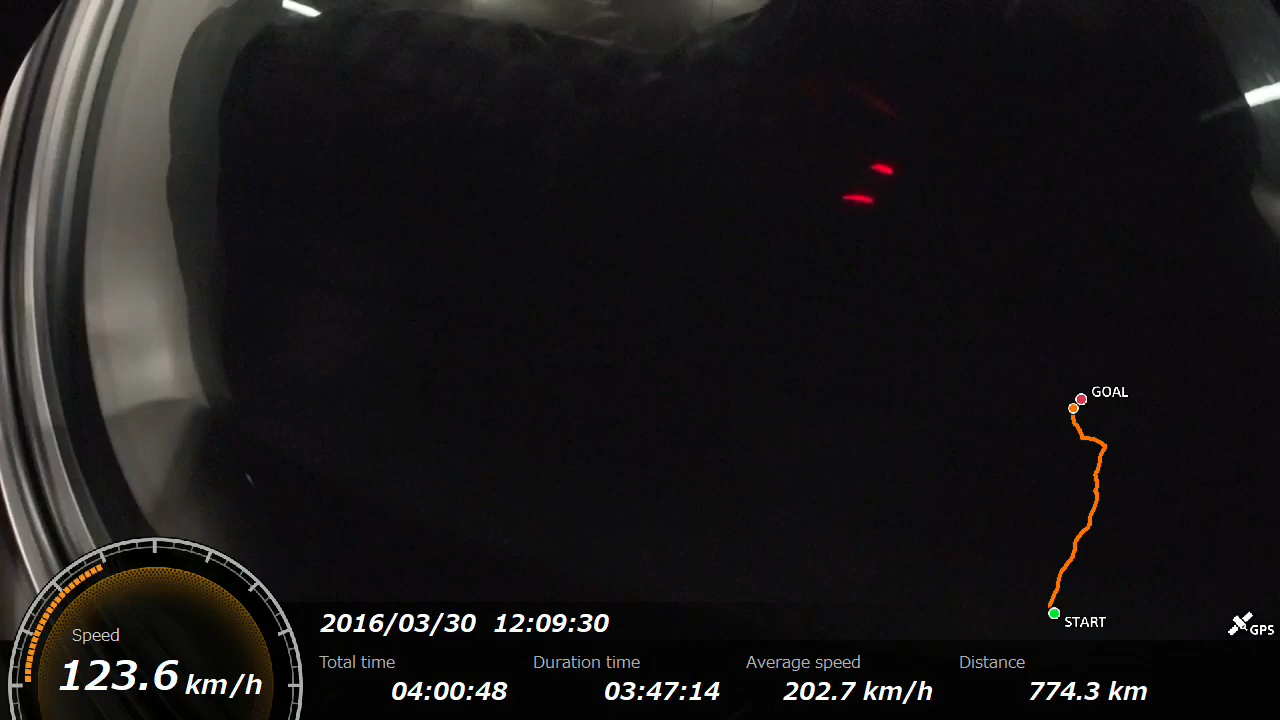 GOAL
START
GPS
2016/03/30 12:09:30
Speed
123.6 km/h
Total time
04:00:48
Duration time
03:47:14
Average speed
202.7 km/h
Distance
774.3 km